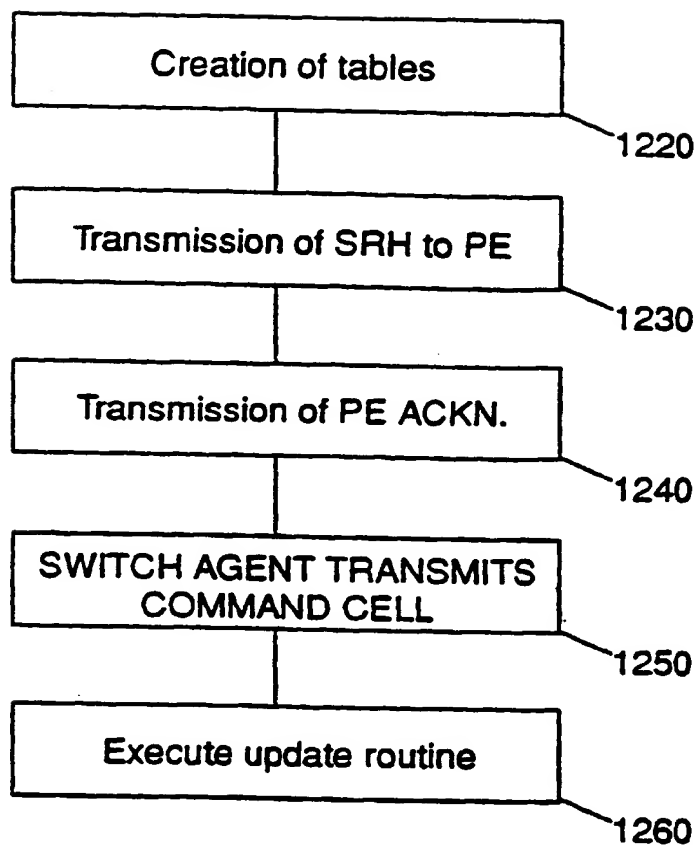 Creation of tables
1220
Transmission of SRH to PE
1230
Transmission of PE ACKN.
1240
SWITCH AGENT TRANSMITS
COMMAND CELL
1250
Execute update routine
1260